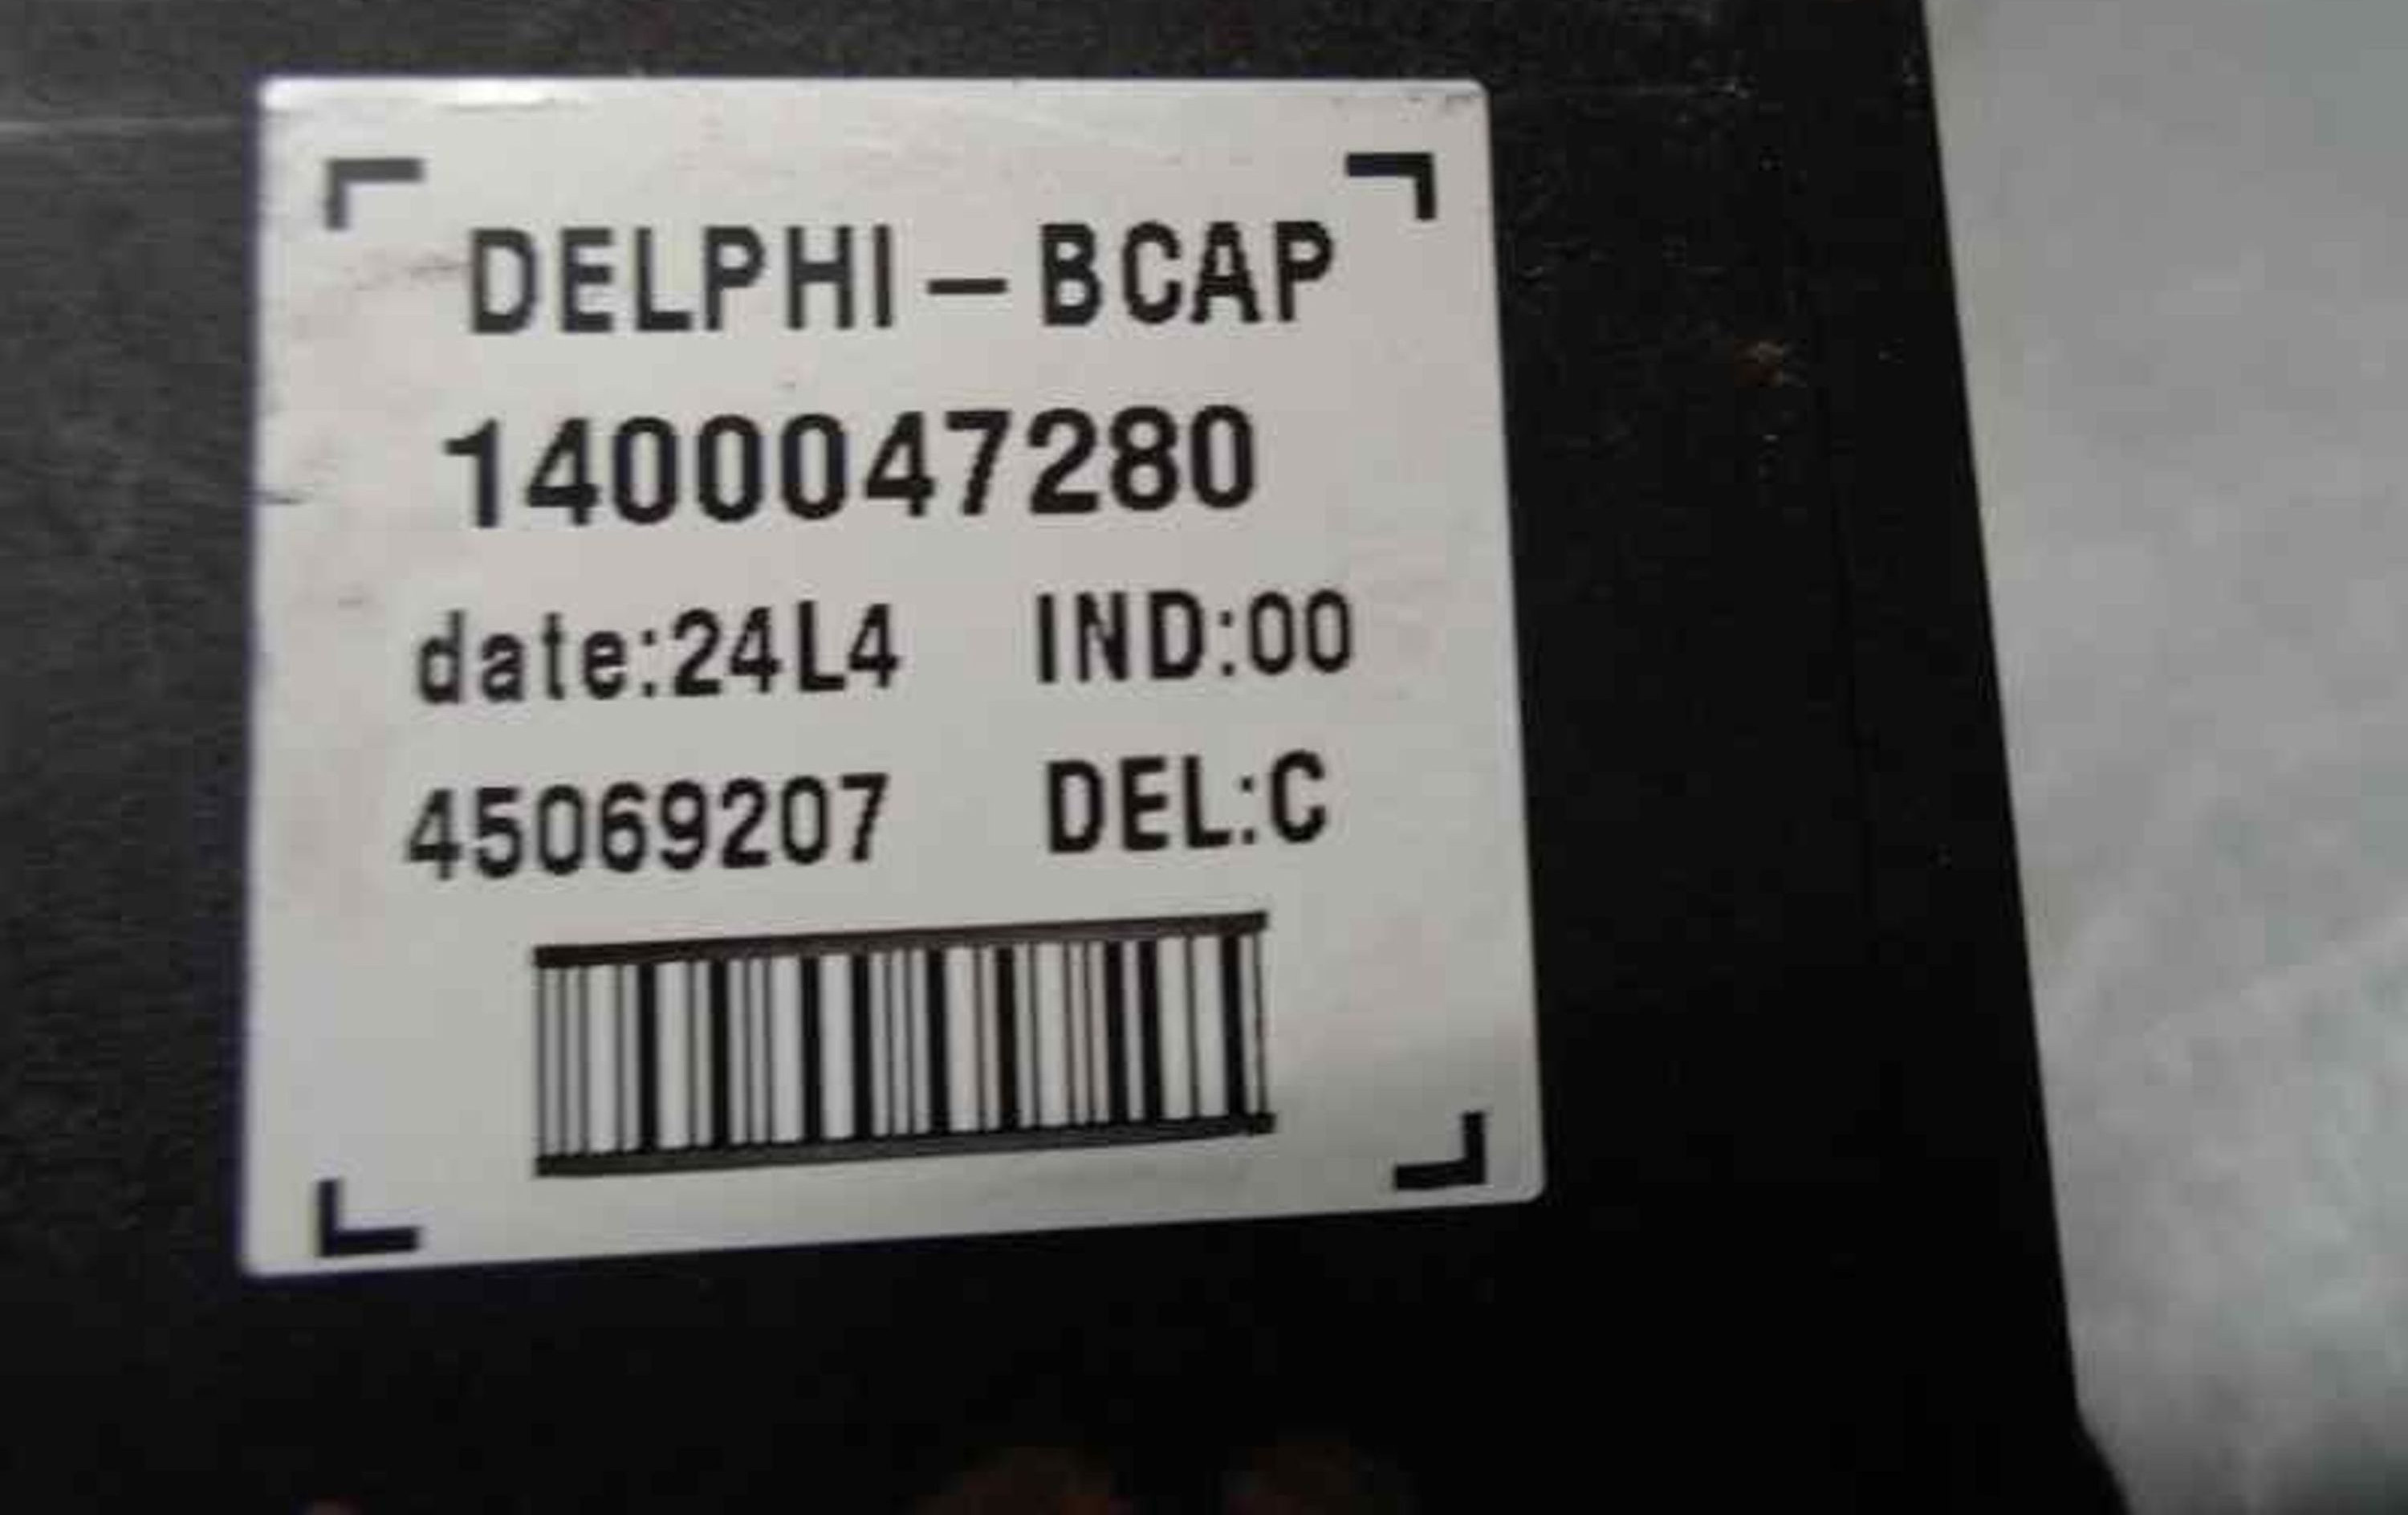 DELPHI-BCAP
1400047280
date:24L4 IND:00
45069207 DEL:C